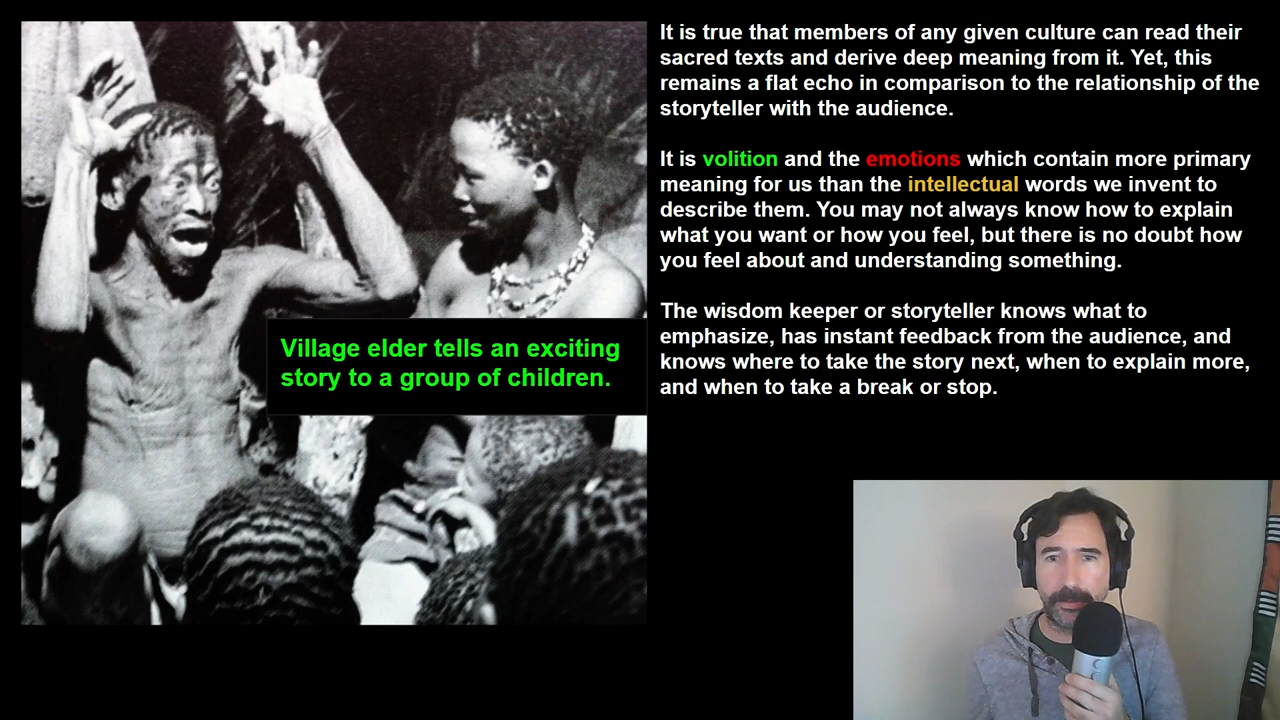 It is true that members of any given culture can read their
sacred texts and derive deep meaning from it. Yet, this
remains a flat echo in comparison to the relationship of the
storyteller with the audience.
It is volition and the emotions which contain more primary
meaning for us than the intellectual words we invent to
describe them. You may not always know how to explain
what you want or how you feel, but there is no doubt how
you feel about and understanding something.
The wisdom keeper or storyteller knows what to
emphasize, has instant feedback from the audience, and
knows where to take the story next, when to explain more,
and when to take a break or stop.
Village elder tells an exciting
story to a group of children.